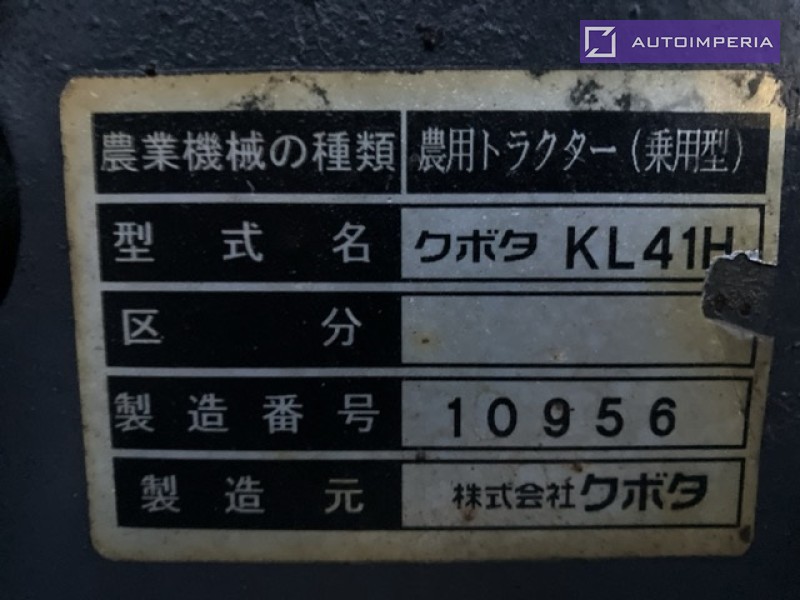 AUTOIMPERIA
農業機械の種類 農用トラクター(乗用型)
型式名 クボタ KL41H
区分
製造番号 10956
製造元 株式会社クボタ